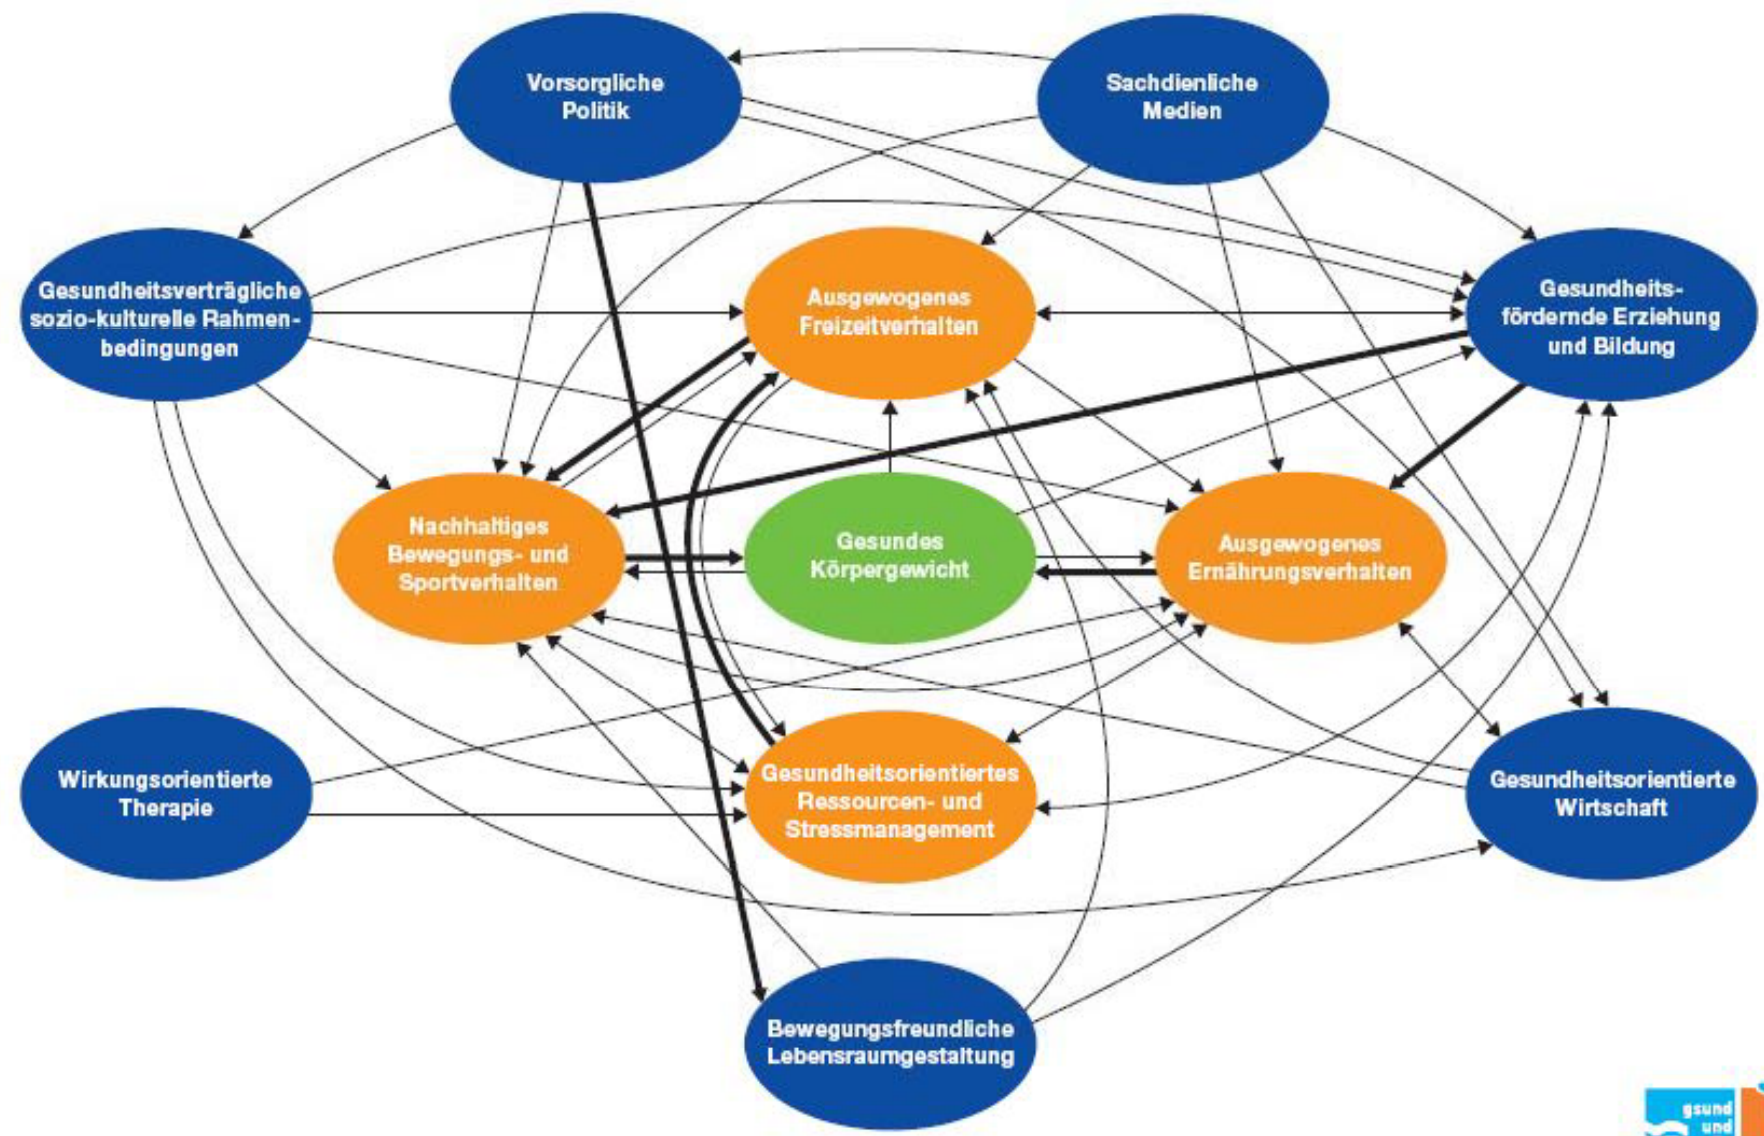 Vorsorgliche
Politik
Sachdienliche
Medien
Gesundheitsverträgliche
sozio-kulturelle Rahmen-
bedingungen
Ausgewogenes
Freizeitverhalten
Gesundheits-
fördernde Erziehung
und Bildung
Nachhaltiges
Bewegungs- und
Sportverhalten
Gesundes
Körpergewicht
Ausgewogenes
Ernährungsverhalten
Wirkungsorientierte
Therapie
Gesundheitsorientiertes
Ressourcen- und
Stressmanagement
Gesundheitsorientierte
Wirtschaft
Bewegungsfreundliche
Lebensraumgestaltung
gsund
und